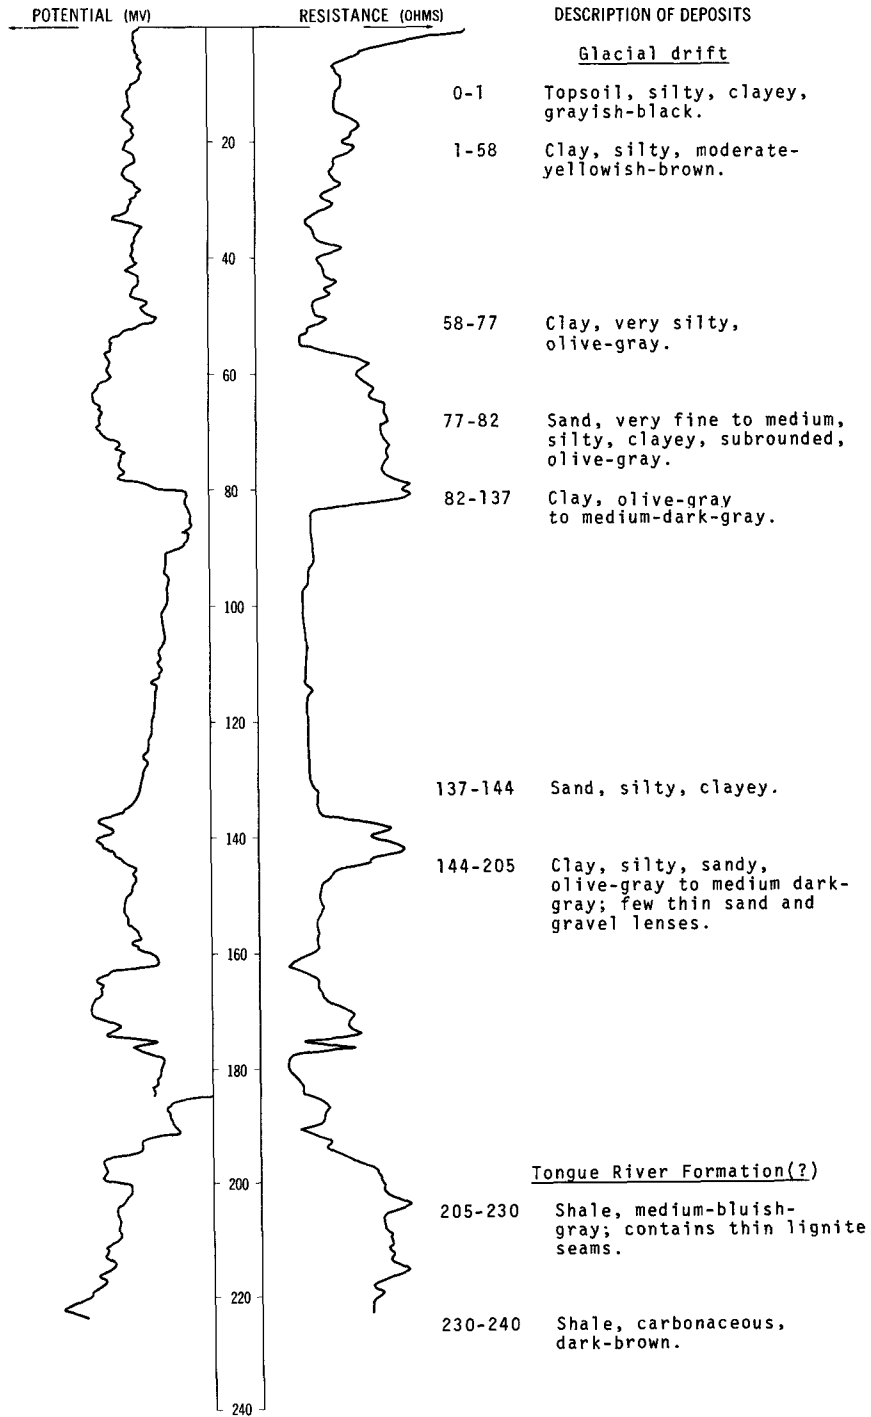 POTENTIAL (MV) RESISTANCE (OHMS) DESCRIPTION OF DEPOSITS
Glacial drift
0-1 Topsoil, silty, clayey,
grayish-black.
20
1-58 Clay, silty, moderate-
yellowish-brown.
40
58-77 Clay, very silty,
olive-gray.
60
77-82 Sand, very fine to medium,
silty, clayey, subrounded,
olive-gray.
80
82-137 Clay, olive-gray
to medium-dark-gray.
100
120
137-144 Sand, silty, clayey.
140
144-205 Clay, silty, sandy,
olive-gray to medium dark-
gray; few thin sand and
gravel lenses.
160
180
Tongue River Formation(?)
200
205-230 Shale, medium-bluish-
gray; contains thin lignite
seams.
220
230-240 Shale, carbonaceous,
dark-brown.
240